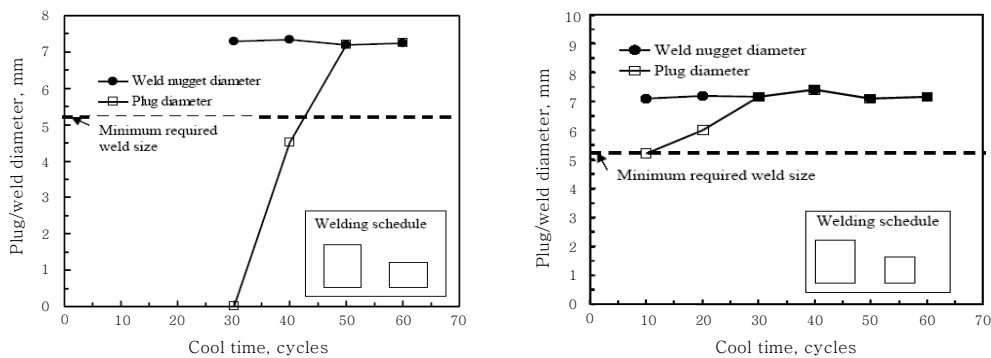 8
7
6
5
4
3
2
1
0
Plug/weld diameter, mm
Weld nugget diameter
Plug diameter
Minimum required
weld size
Welding schedule
0 10 20 30 40 50 60 70
Cool time, cycles
10
9
8
7
6
5
4
3
2
1
0
Plug/weld diameter, mm
Weld nugget diameter
Plug diameter
Minimum required weld size
Welding schedule
0 10 20 30 40 50 60 70
Cool time, cycles